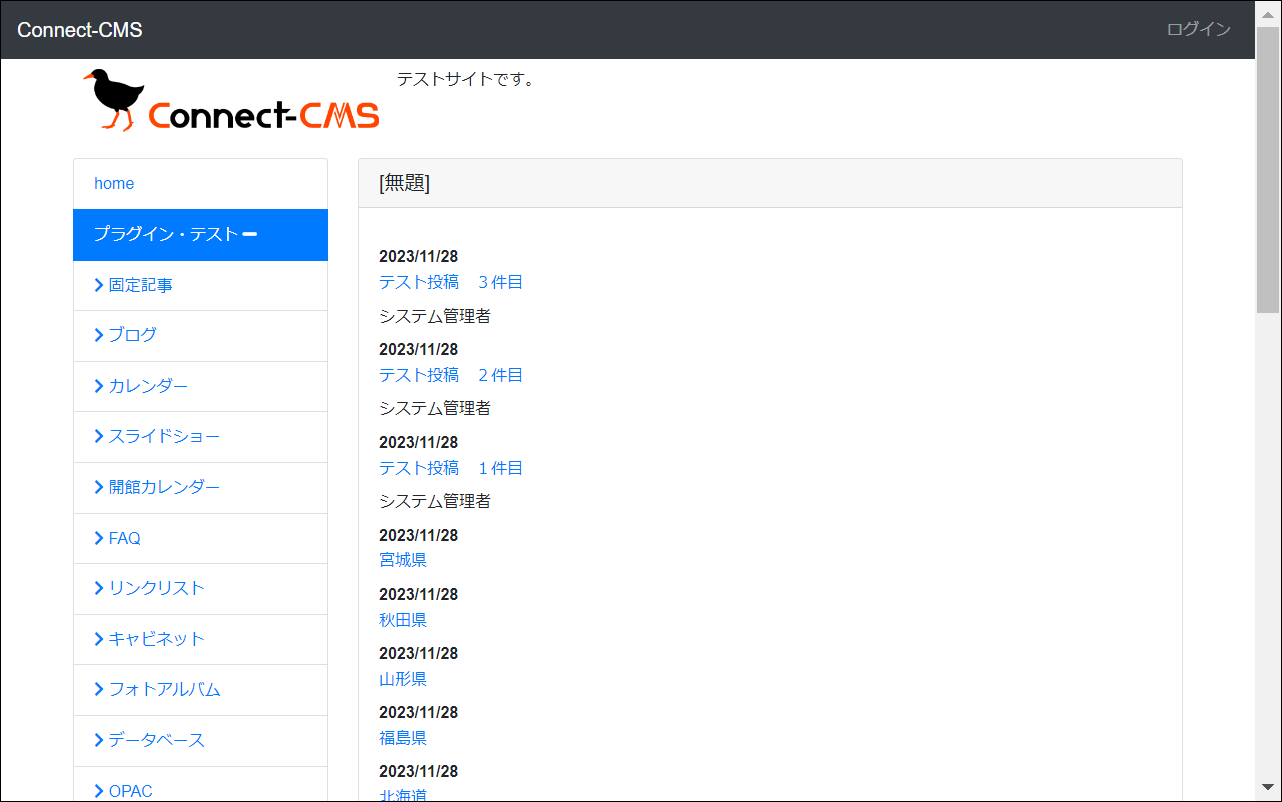 Connect-CMS
ログイン
Connect-CMS
テストサイトです。
home
プラグイン・テスト
固定記事
ブログ
カレンダー
スライドショー
開館カレンダー
FAQ
リンクリスト
キャビネット
フォトアルバム
データベース
OPAC
[無題]
2023/11/28
テスト投稿　３件目
システム管理者
2023/11/28
テスト投稿　２件目
システム管理者
2023/11/28
テスト投稿　１件目
システム管理者
2023/11/28
宮城県
2023/11/28
秋田県
2023/11/28
山形県
2023/11/28
福島県
2023/11/28
北海道